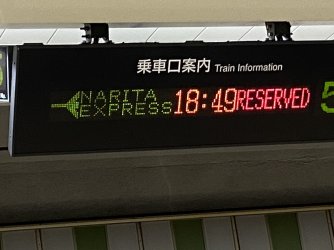 乗車口案内 Train Information
NARITA EXPRESS 18:49 RESERVED 5